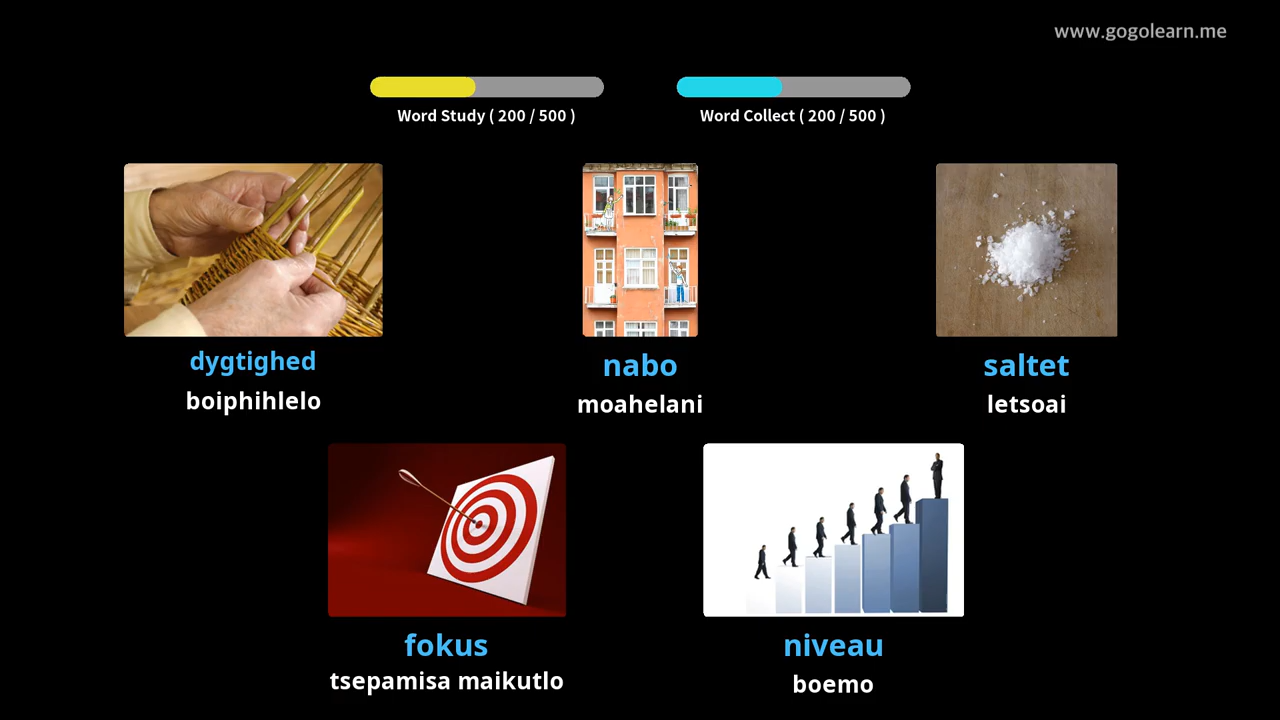 www.gogolearn.me
Word Study ( 200 / 500 )
Word Collect ( 200 / 500 )
dygtighed
boiphihlelo
nabo
moahelani
saltet
letsoai
fokus
tsepamisa maikutlo
niveau
boemo